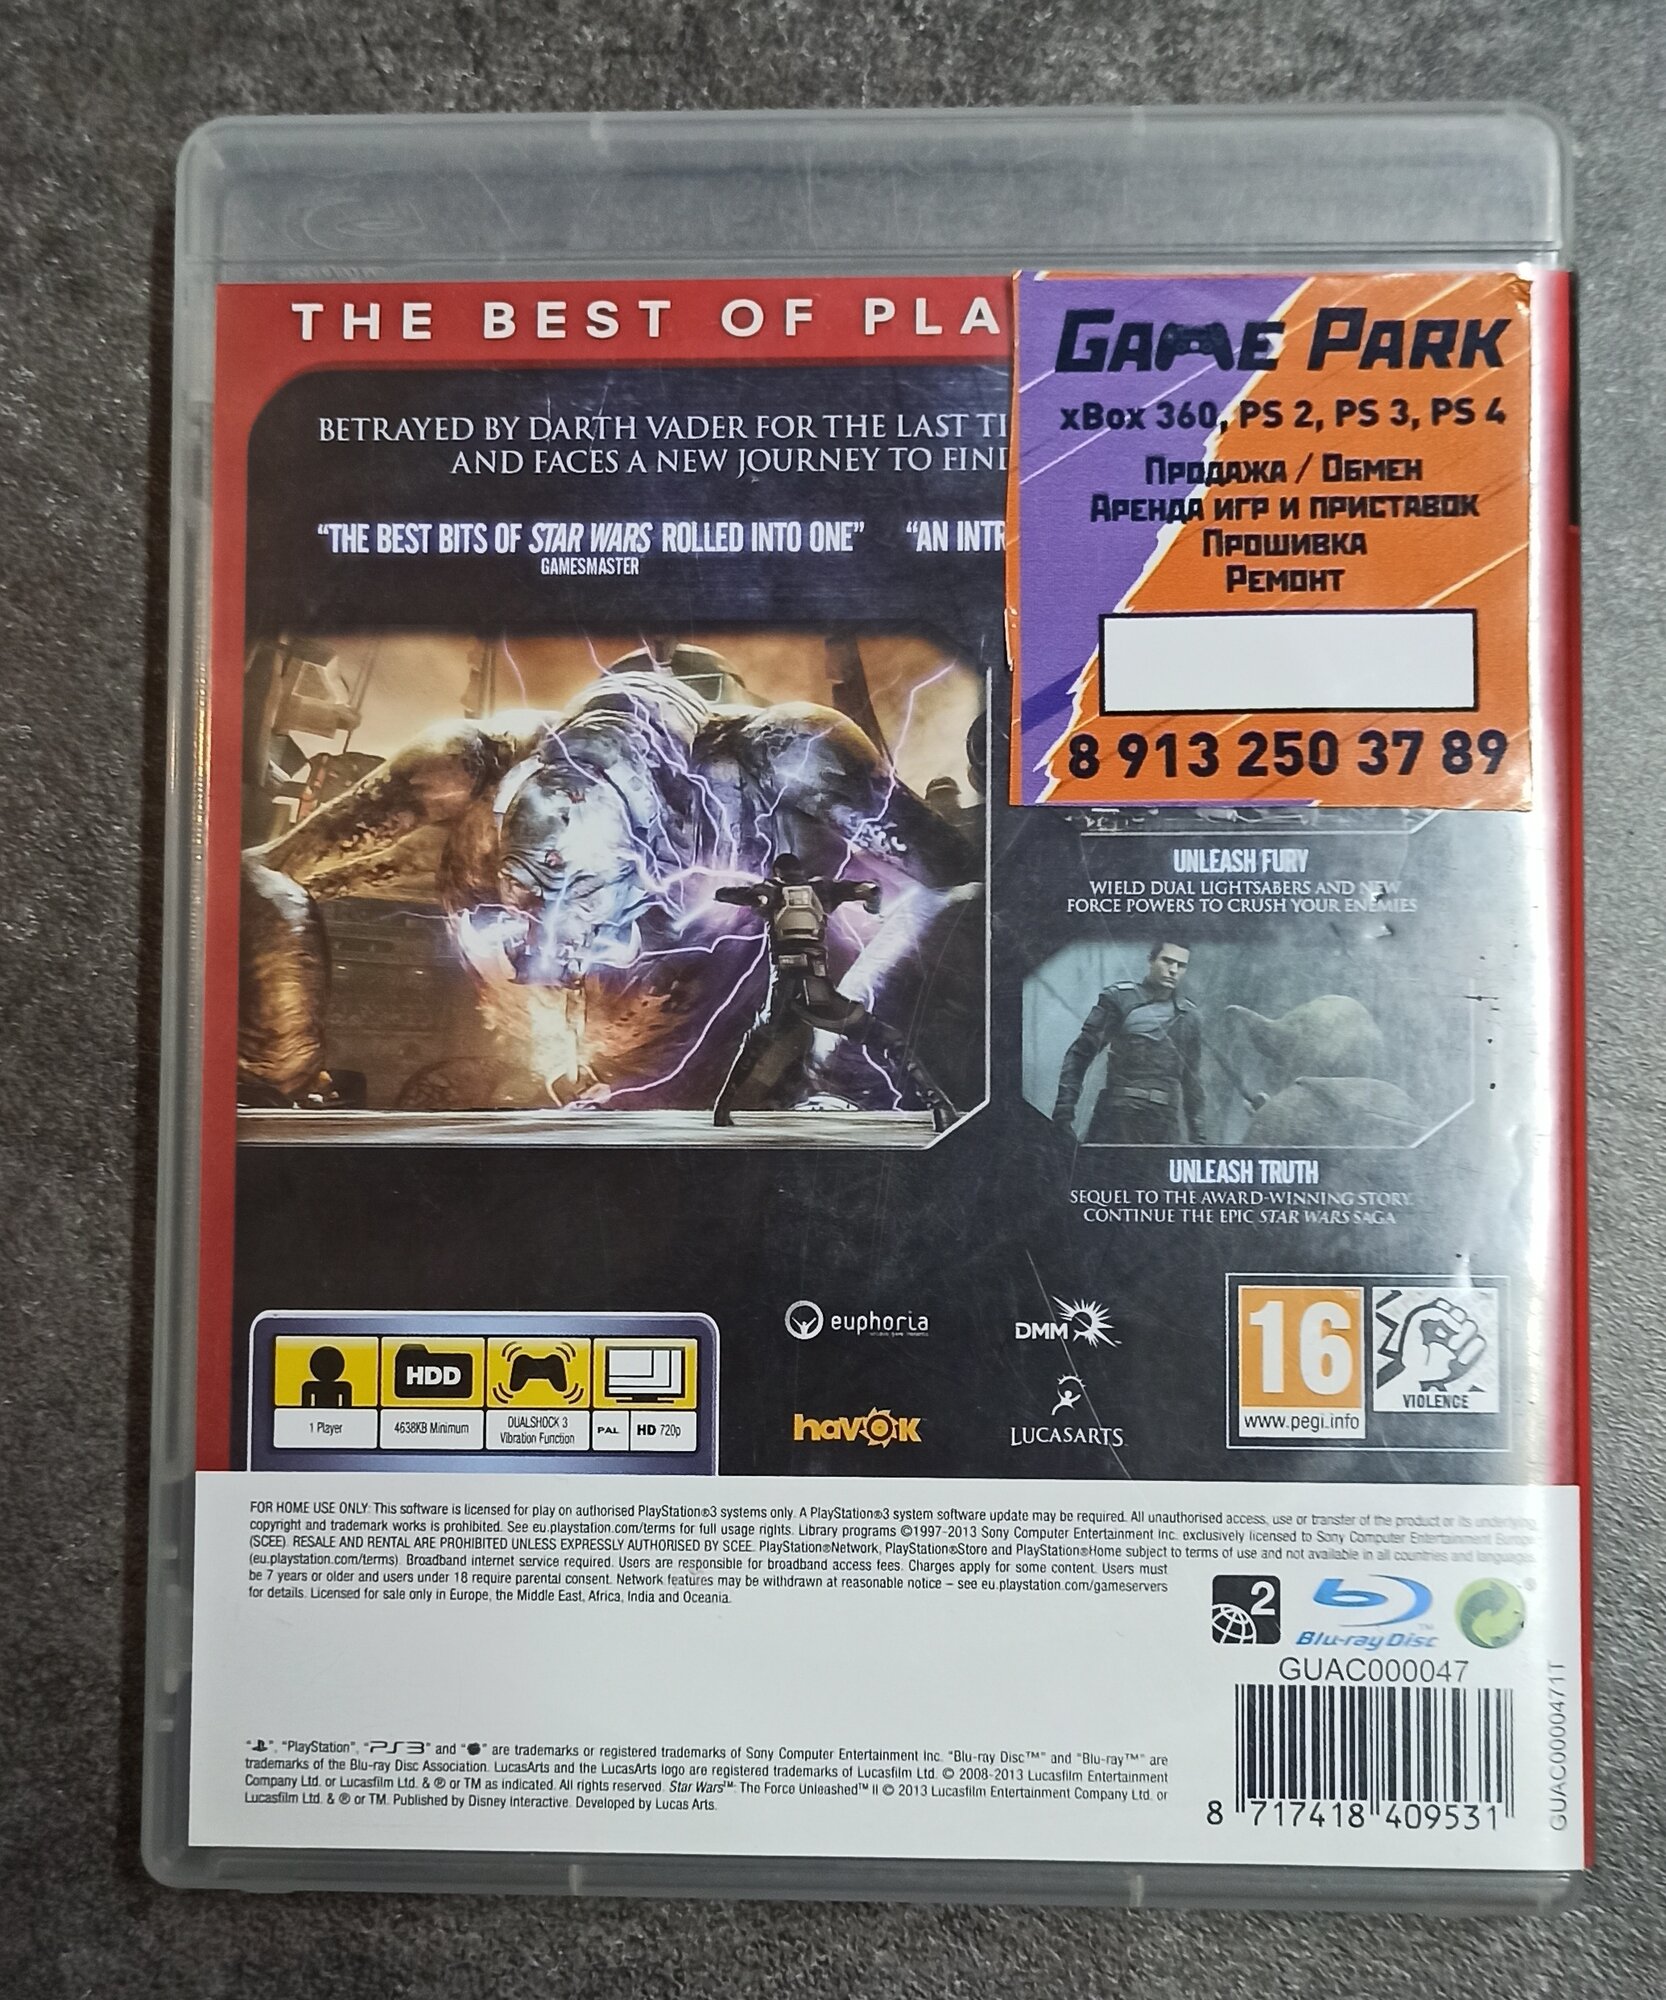 THE BEST OF PLA
BETRAYED BY DARTH VADER FOR THE LAST TI
AND FACES A NEW JOURNEY TO FIND
“THE BEST BITS OF STAR WARS ROLLED INTO ONE” “AN INTR
GAMESMASTER
GAME PARK
xBox 360, PS 2, PS 3, PS 4
Продажа / Обмен
Аренда игр и приставок
Прошивка
Ремонт
8 913 250 37 89
UNLEASH FURY
WIELD DUAL LIGHTSABERS AND NEW
FORCE POWERS TO CRUSH YOUR ENEMIES
UNLEASH TRUTH
SEQUEL TO THE AWARD-WINNING STORY.
CONTINUE THE EPIC STAR WARS SAGA
HDD
1 Player
4638KB Minimum
DUALSHOCK 3
Vibration Function
PAL
HD 720p
euphoria
DMM
havok
LUCASARTS
16
www.pegi.info
VIOLENCE
FOR HOME USE ONLY: This software is licensed for play on authorised PlayStation®3 systems only. A PlayStation®3 system software update may be required. All unauthorised access, use or transfer of the product or its underlying
copyright and trademark works is prohibited. See eu.playstation.com/terms for full usage rights. Library programs ©1997-2013 Sony Computer Entertainment Inc. exclusively licensed to Sony Computer Entertainment Europe
(SCEE). RESALE AND RENTAL ARE PROHIBITED UNLESS EXPRESSLY AUTHORISED BY SCEE. PlayStation®Network, PlayStation®Store and PlayStation®Home subject to terms of use and not available in all countries and languages
(eu.playstation.com/terms). Broadband internet service required. Users are responsible for broadband access fees. Charges apply for some content. Users must
be 7 years or older and users under 18 require parental consent. Network features may be withdrawn at reasonable notice – see eu.playstation.com/gameservers
for details. Licensed for sale only in Europe, the Middle East, Africa, India and Oceania.
2
Blu-ray Disc™
GUAC000047
GUAC0000471T
“PlayStation”, “PS3” and “ ” are trademarks or registered trademarks of Sony Computer Entertainment Inc. “Blu-ray Disc™” and “Blu-ray™” are
trademarks of the Blu-ray Disc Association. LucasArts and the LucasArts logo are registered trademarks of Lucasfilm Ltd. © 2008-2013 Lucasfilm Entertainment
Company Ltd. or Lucasfilm Ltd. & ® or TM as indicated. All rights reserved. Star Wars™: The Force Unleashed™ II © 2013 Lucasfilm Entertainment Company Ltd. or
Lucasfilm Ltd. & ® or TM. Published by Disney Interactive. Developed by Lucas Arts.
8 717418 409531